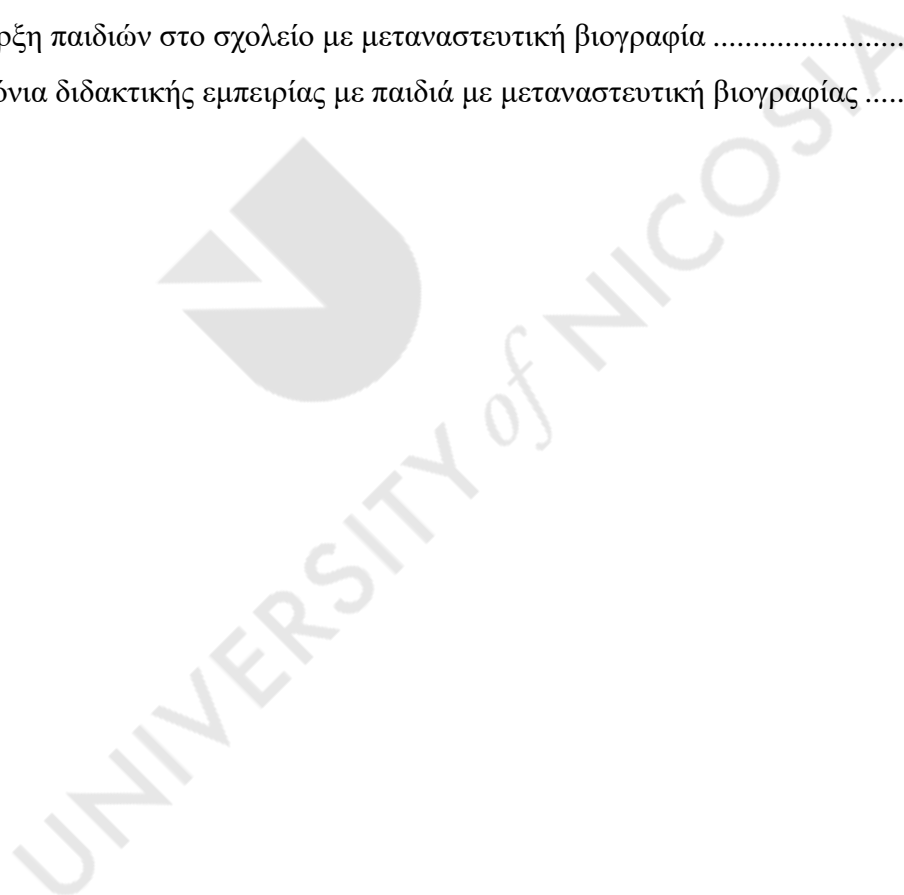 ρξη παιδιών στο σχολείο με μεταναστευτική βιογραφία .......................
όνια διδακτικής εμπειρίας με παιδιά με μεταναστευτική βιογραφίας .....
UNIVERSITY of NICOSIA